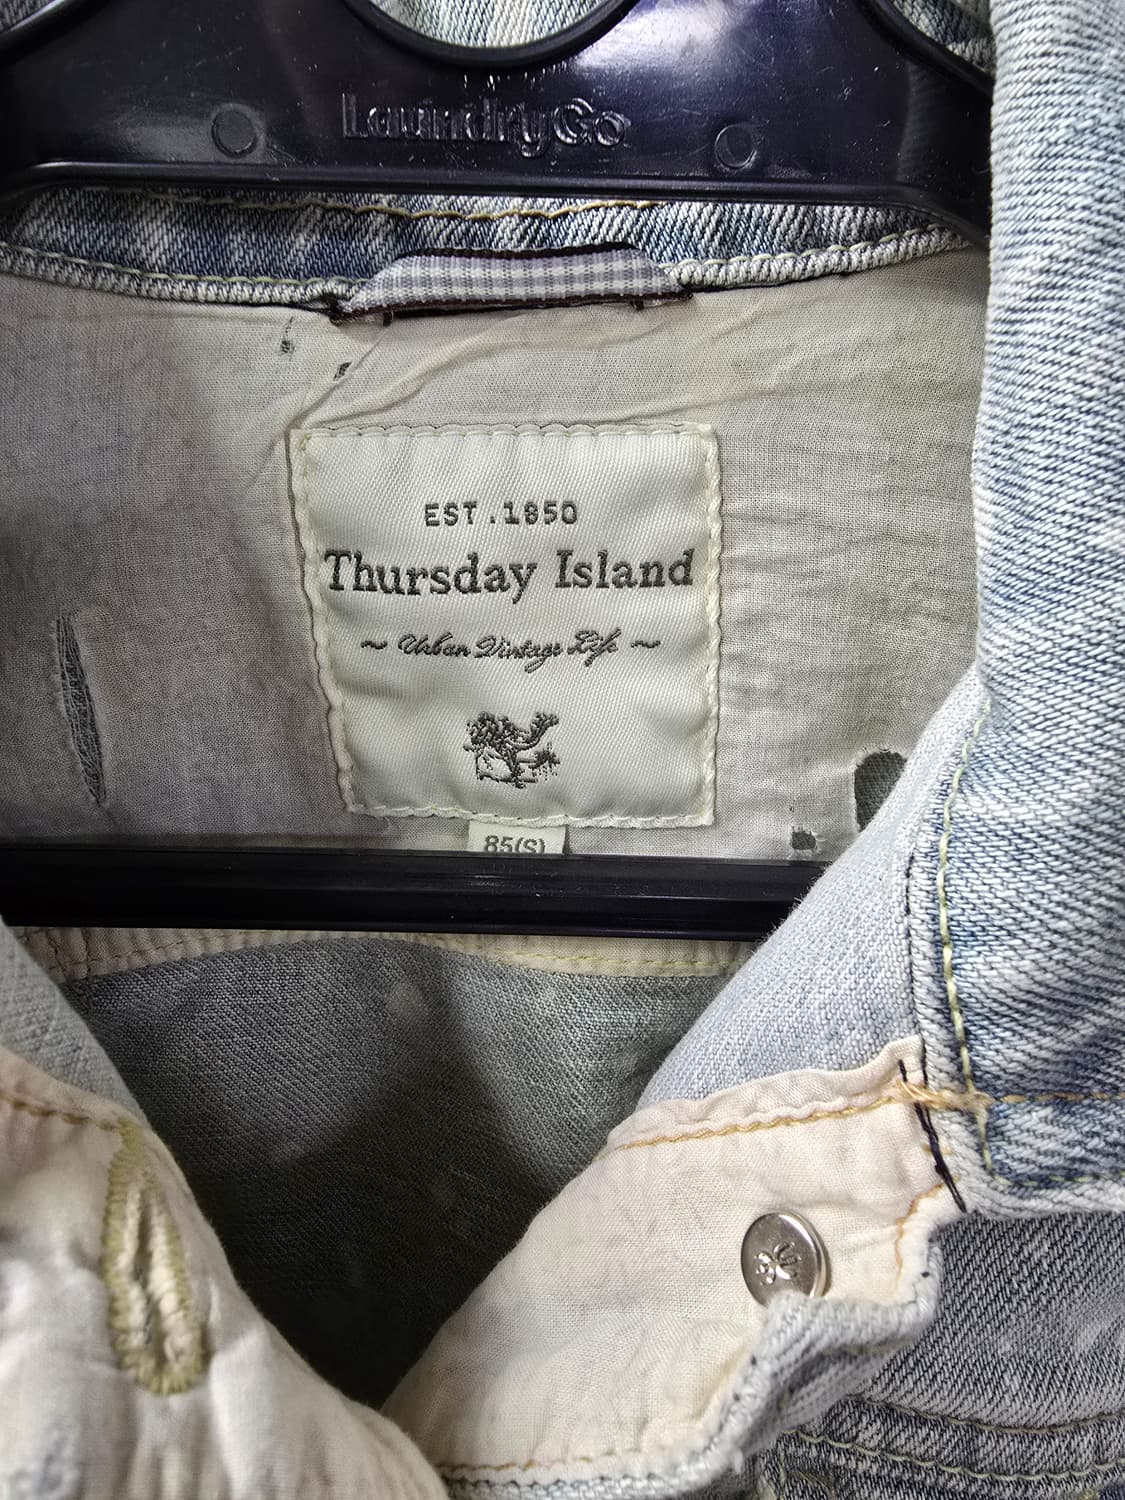 LaundryGo
EST.1850
Thursday Island
~ Urban Vintage Life ~
85(S)